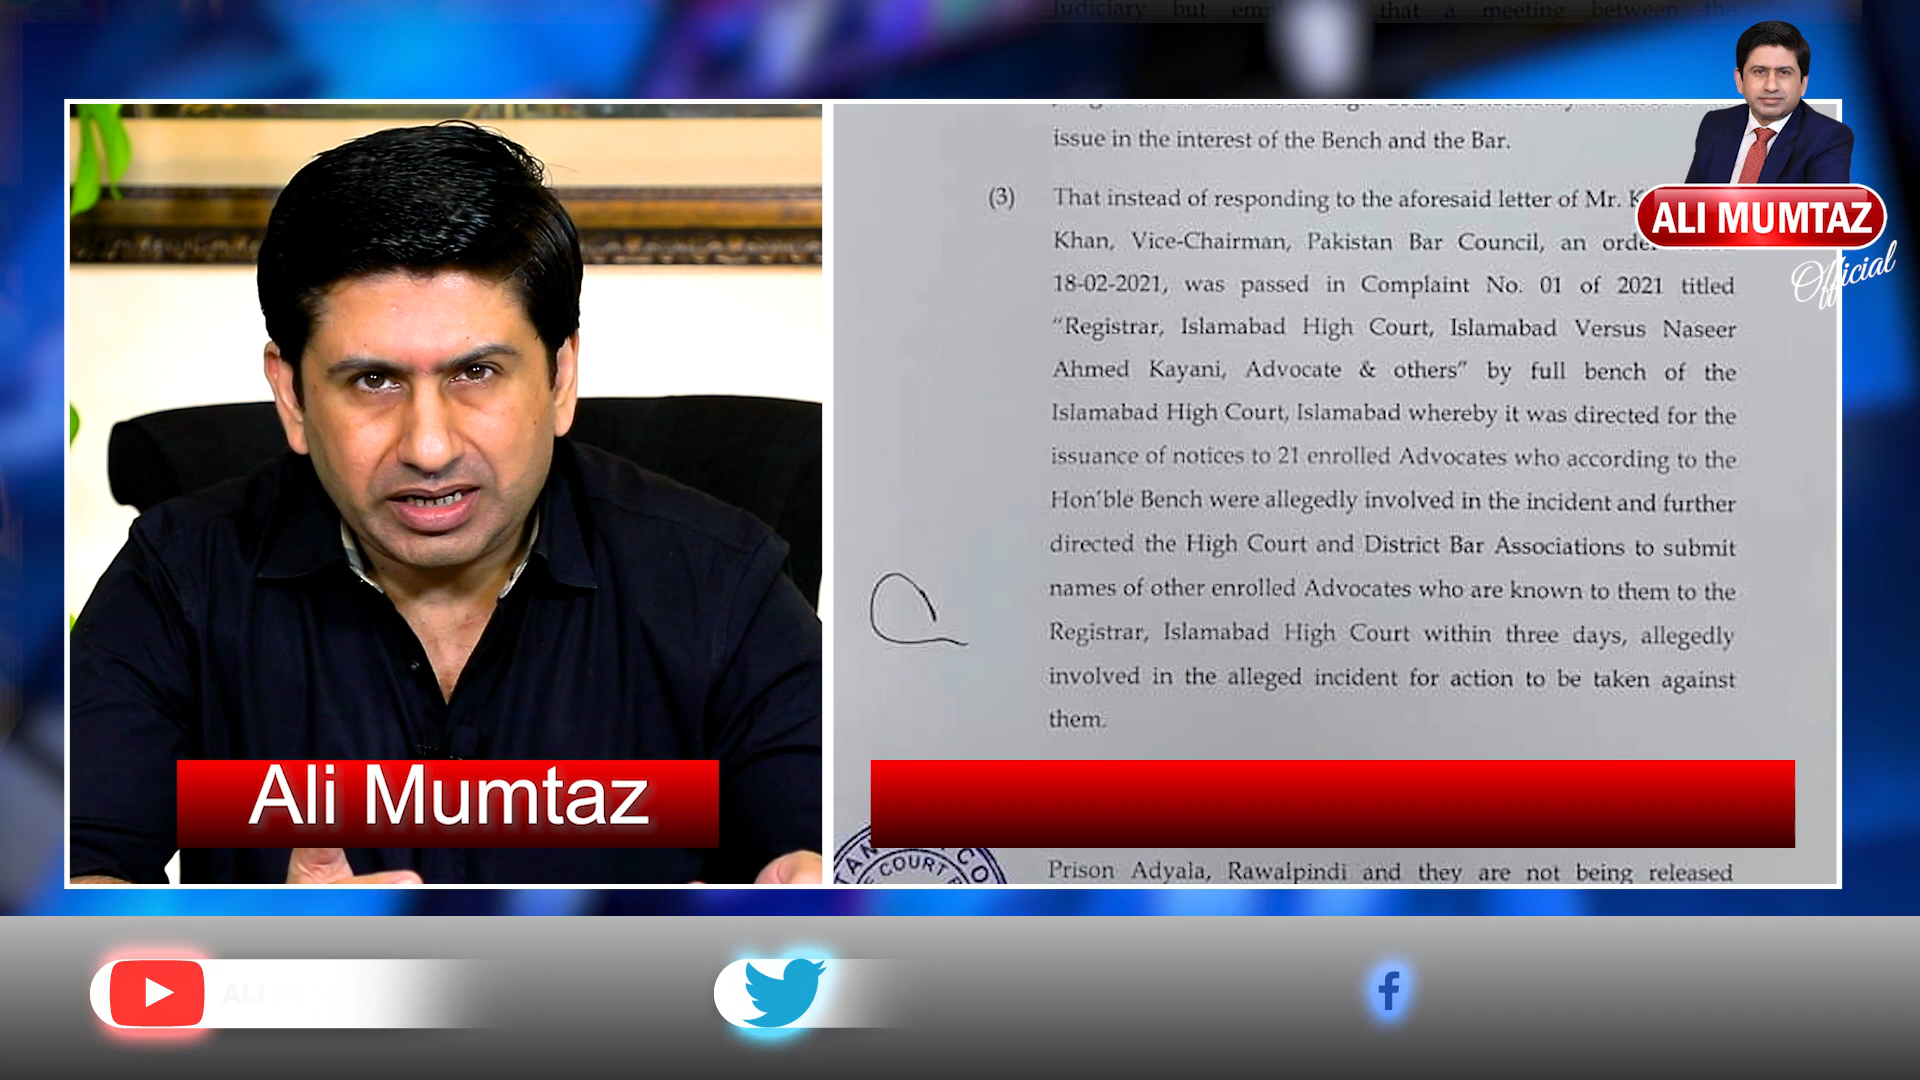 Judiciary but that a meeting between the
issue in the interest of the Bench and the Bar.
(3) That instead of responding to the aforesaid letter of Mr.
Khan, Vice-Chairman, Pakistan Bar Council, an
18-02-2021, was passed in Complaint No. 01 of 2021 titled
“Registrar, Islamabad High Court, Islamabad Versus Naseer
Ahmed Kayani, Advocate & others” by full bench of the
Islamabad High Court, Islamabad whereby it was directed for the
issuance of notices to 21 enrolled Advocates who according to the
Hon’ble Bench were allegedly involved in the incident and further
directed the High Court and District Bar Associations to submit
names of other enrolled Advocates who are known to them to the
Registrar, Islamabad High Court within three days, allegedly
involved in the alleged incident for action to be taken against
them.
Prison Adyala, Rawalpindi and they are not being released
COURT
ALI MUMTAZ
Official
Ali Mumtaz
ALI